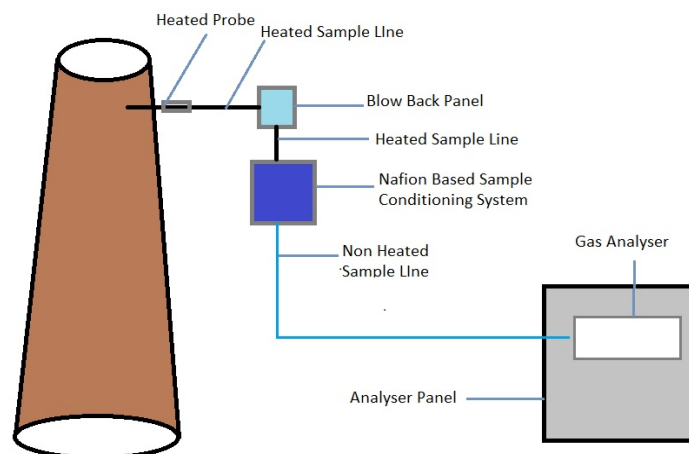 Heated Probe
Heated Sample LIne
Blow Back Panel
Heated Sample Line
Nafion Based Sample
Conditioning System
Non Heated
Sample LIne
Gas Analyser
Analyser Panel